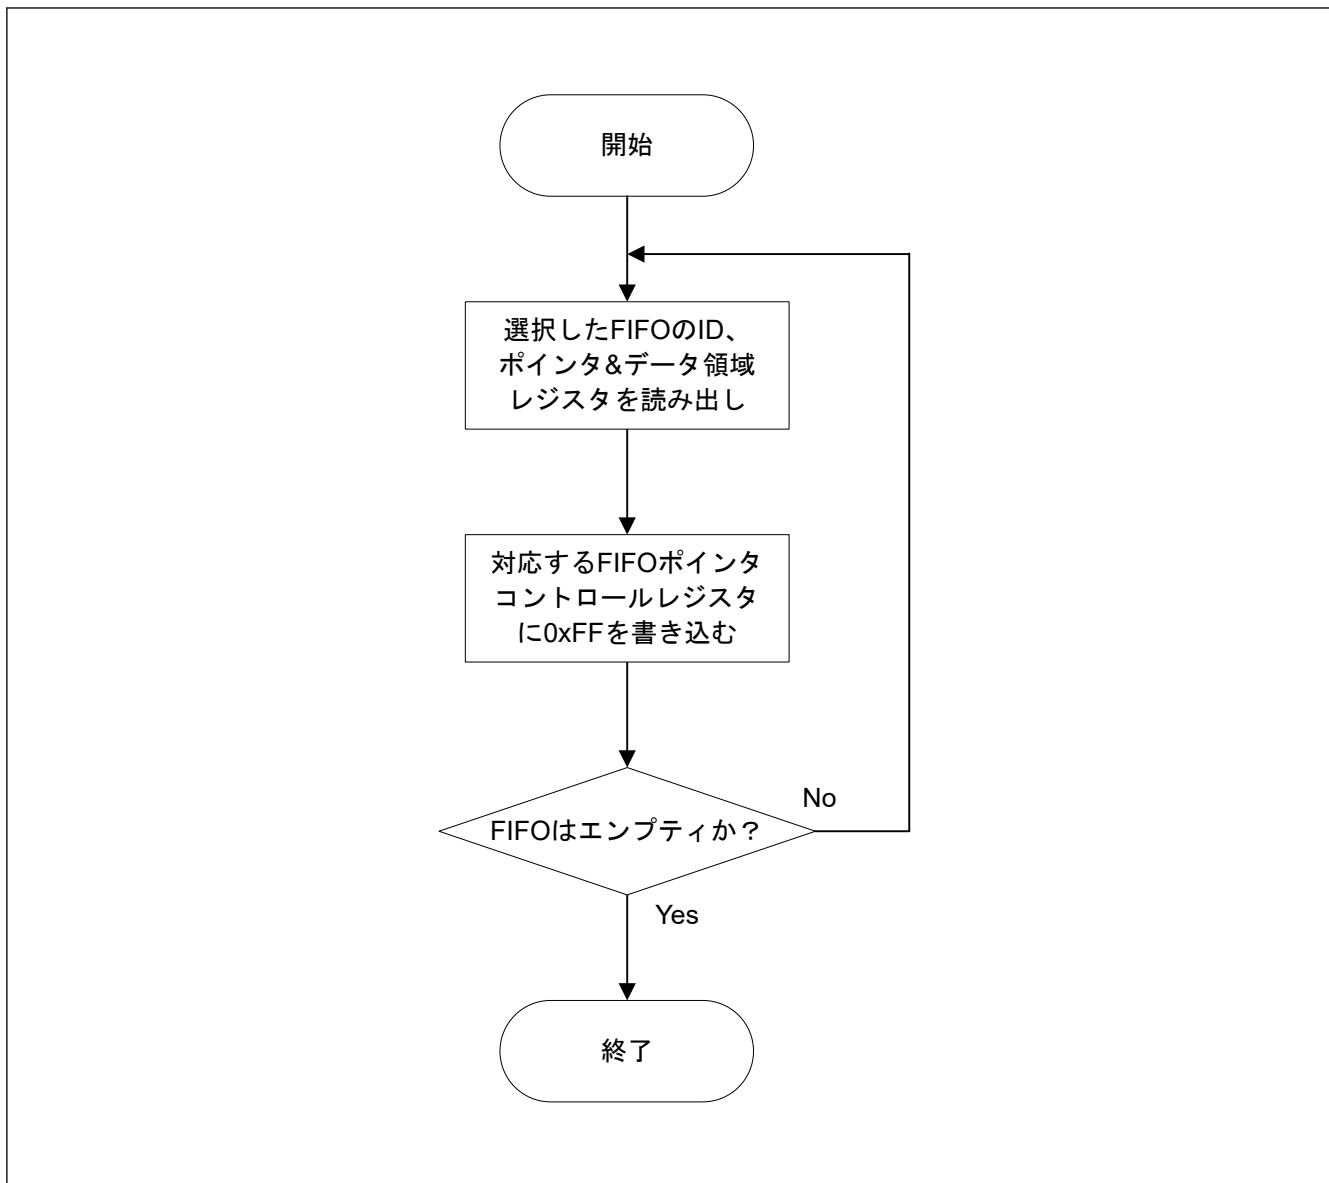 開始
選択したFIFOのID、
ポインタ&データ領域
レジスタを読み出し
対応するFIFOポインタ
コントロールレジスタ
に0xFFを書き込む
No
FIFOはエンプティか？
Yes
終了